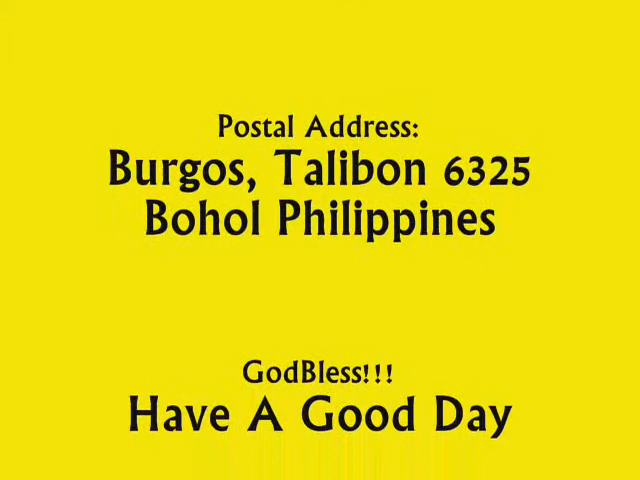 Postal Address:
Burgos, Talibon 6325
Bohol Philippines
GodBless!!!
Have A Good Day